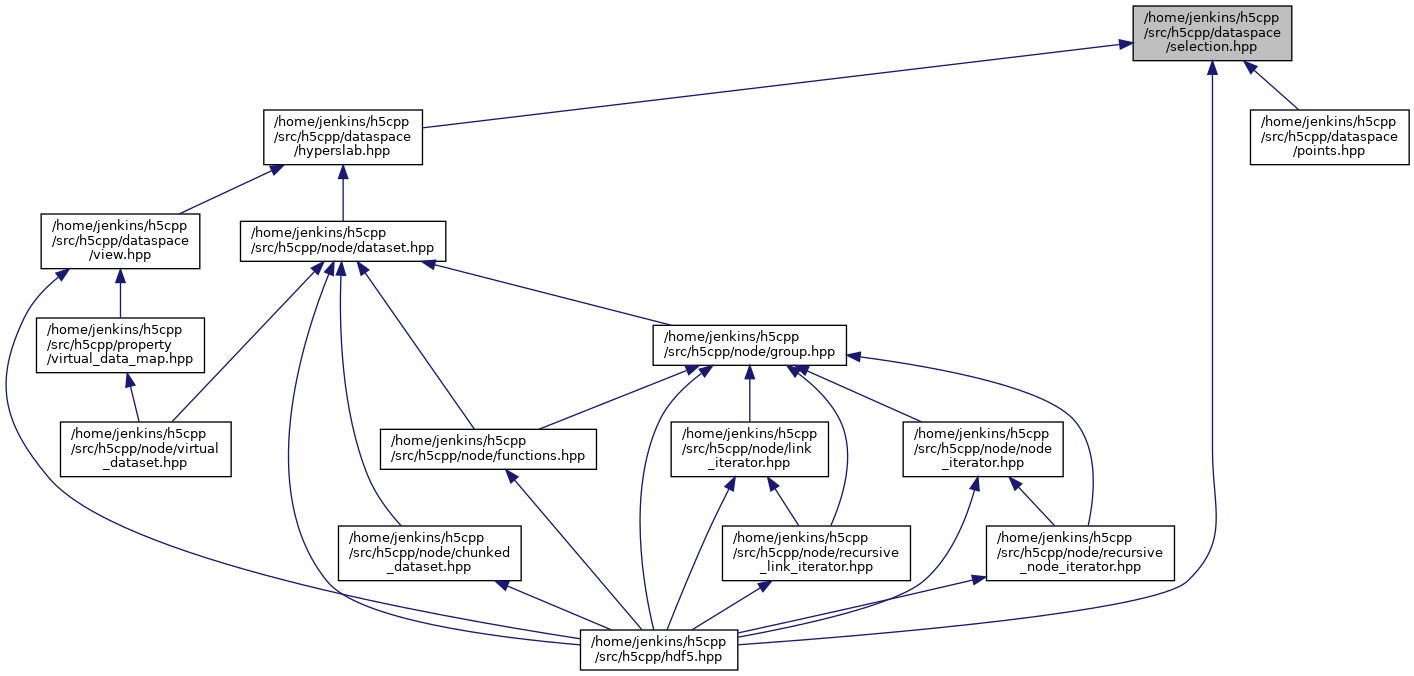 /home/jenkins/h5cpp
/src/h5cpp/dataspace
/selection.hpp
/home/jenkins/h5cpp
/src/h5cpp/dataspace
/hyperslab.hpp
/home/jenkins/h5cpp
/src/h5cpp/dataspace
/points.hpp
/home/jenkins/h5cpp
/src/h5cpp/dataspace
/view.hpp
/home/jenkins/h5cpp
/src/h5cpp/node/dataset.hpp
/home/jenkins/h5cpp
/src/h5cpp/property
/virtual_data_map.hpp
/home/jenkins/h5cpp
/src/h5cpp/node/group.hpp
/home/jenkins/h5cpp
/src/h5cpp/node/virtual
_dataset.hpp
/home/jenkins/h5cpp
/src/h5cpp/node/functions.hpp
/home/jenkins/h5cpp
/src/h5cpp/node/link
_iterator.hpp
/home/jenkins/h5cpp
/src/h5cpp/node/node
_iterator.hpp
/home/jenkins/h5cpp
/src/h5cpp/node/chunked
_dataset.hpp
/home/jenkins/h5cpp
/src/h5cpp/node/recursive
_link_iterator.hpp
/home/jenkins/h5cpp
/src/h5cpp/node/recursive
_node_iterator.hpp
/home/jenkins/h5cpp
/src/h5cpp/hdf5.hpp